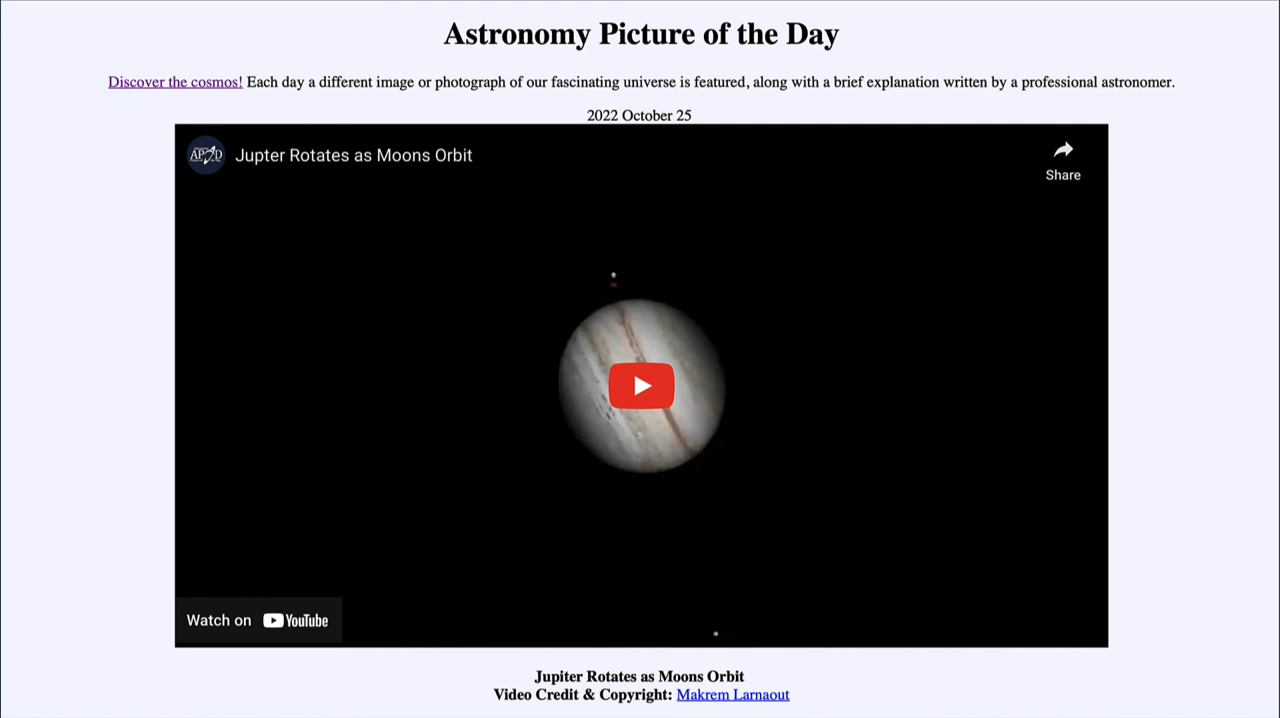 Astronomy Picture of the Day
Discover the cosmos! Each day a different image or photograph of our fascinating universe is featured, along with a brief explanation written by a professional astronomer.
2022 October 25
APOD Jupter Rotates as Moons Orbit
Share
Watch on YouTube
Jupiter Rotates as Moons Orbit
Video Credit & Copyright: Makrem Larnaout